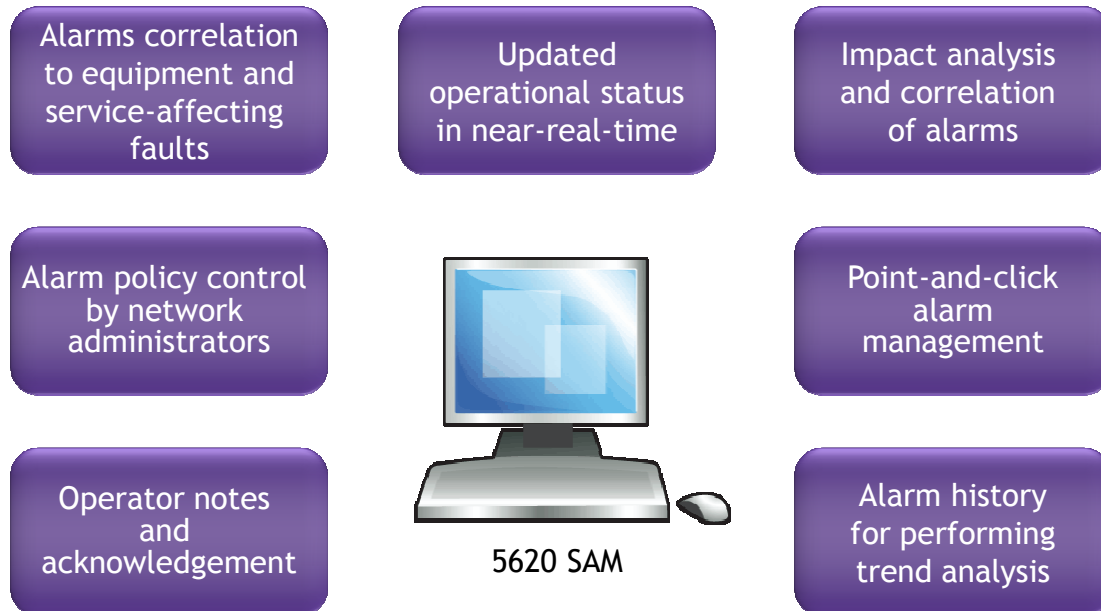 Alarms correlation
to equipment and
service-affecting
faults
Updated
operational status
in near-real-time
Impact analysis
and correlation
of alarms
Alarm policy control
by network
administrators
Point-and-click
alarm
management
Operator notes
and
acknowledgement
5620 SAM
Alarm history
for performing
trend analysis